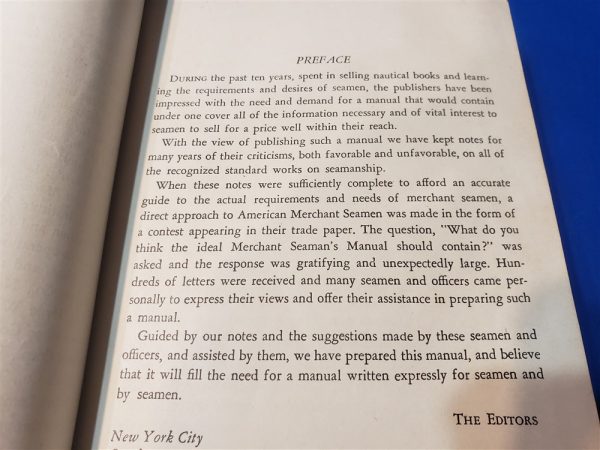 PREFACE
DURING the past ten years, spent in selling nautical books and learn-
ing the requirements and desires of seamen, the publishers have been
impressed with the need and demand for a manual that would contain
under one cover all of the information necessary and of vital interest to
seamen to sell for a price well within their reach.
With the view of publishing such a manual we have kept notes for
many years of their criticisms, both favorable and unfavorable, on all of
the recognized standard works on seamanship.
When these notes were sufficiently complete to afford an accurate
guide to the actual requirements and needs of merchant seamen, a
direct approach to American Merchant Seamen was made in the form of
a contest appearing in their trade paper. The question, "What do you
think the ideal Merchant Seaman's Manual should contain?" was
asked and the response was gratifying and unexpectedly large. Hun-
dreds of letters were received and many seamen and officers came per-
sonally to express their views and offer their assistance in preparing such
a manual.
Guided by our notes and the suggestions made by these seamen and
officers, and assisted by them, we have prepared this manual, and believe
that it will fill the need for a manual written expressly for seamen and
by seamen.
THE EDITORS
New York City